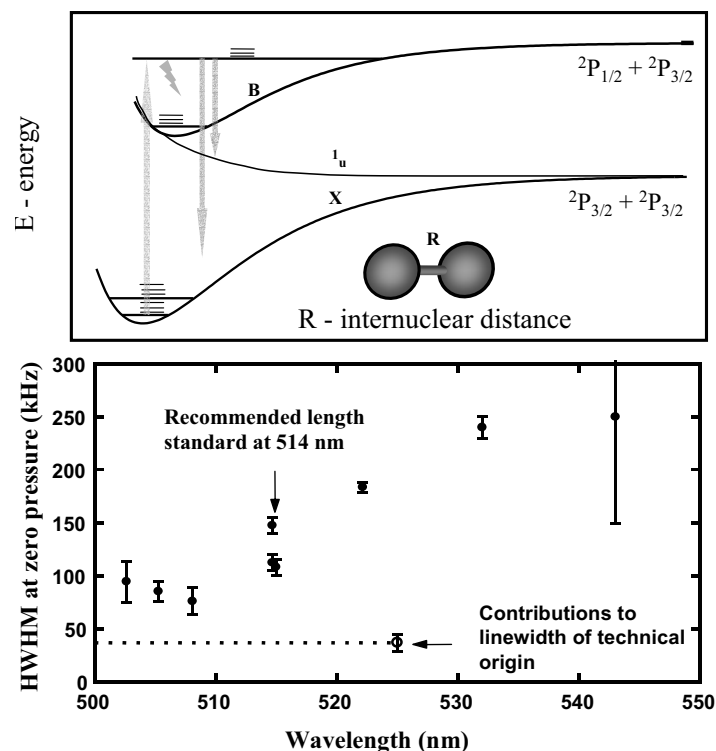 E - energy
B
²P₁/₂ + ²P₃/₂
¹u
X
²P₃/₂ + ²P₃/₂
R
R - internuclear distance
HWHM at zero pressure (kHz)
300
250
200
150
100
50
0
Recommended length
standard at 514 nm
Contributions to
linewidth of technical
origin
500
510
520
530
540
550
Wavelength (nm)